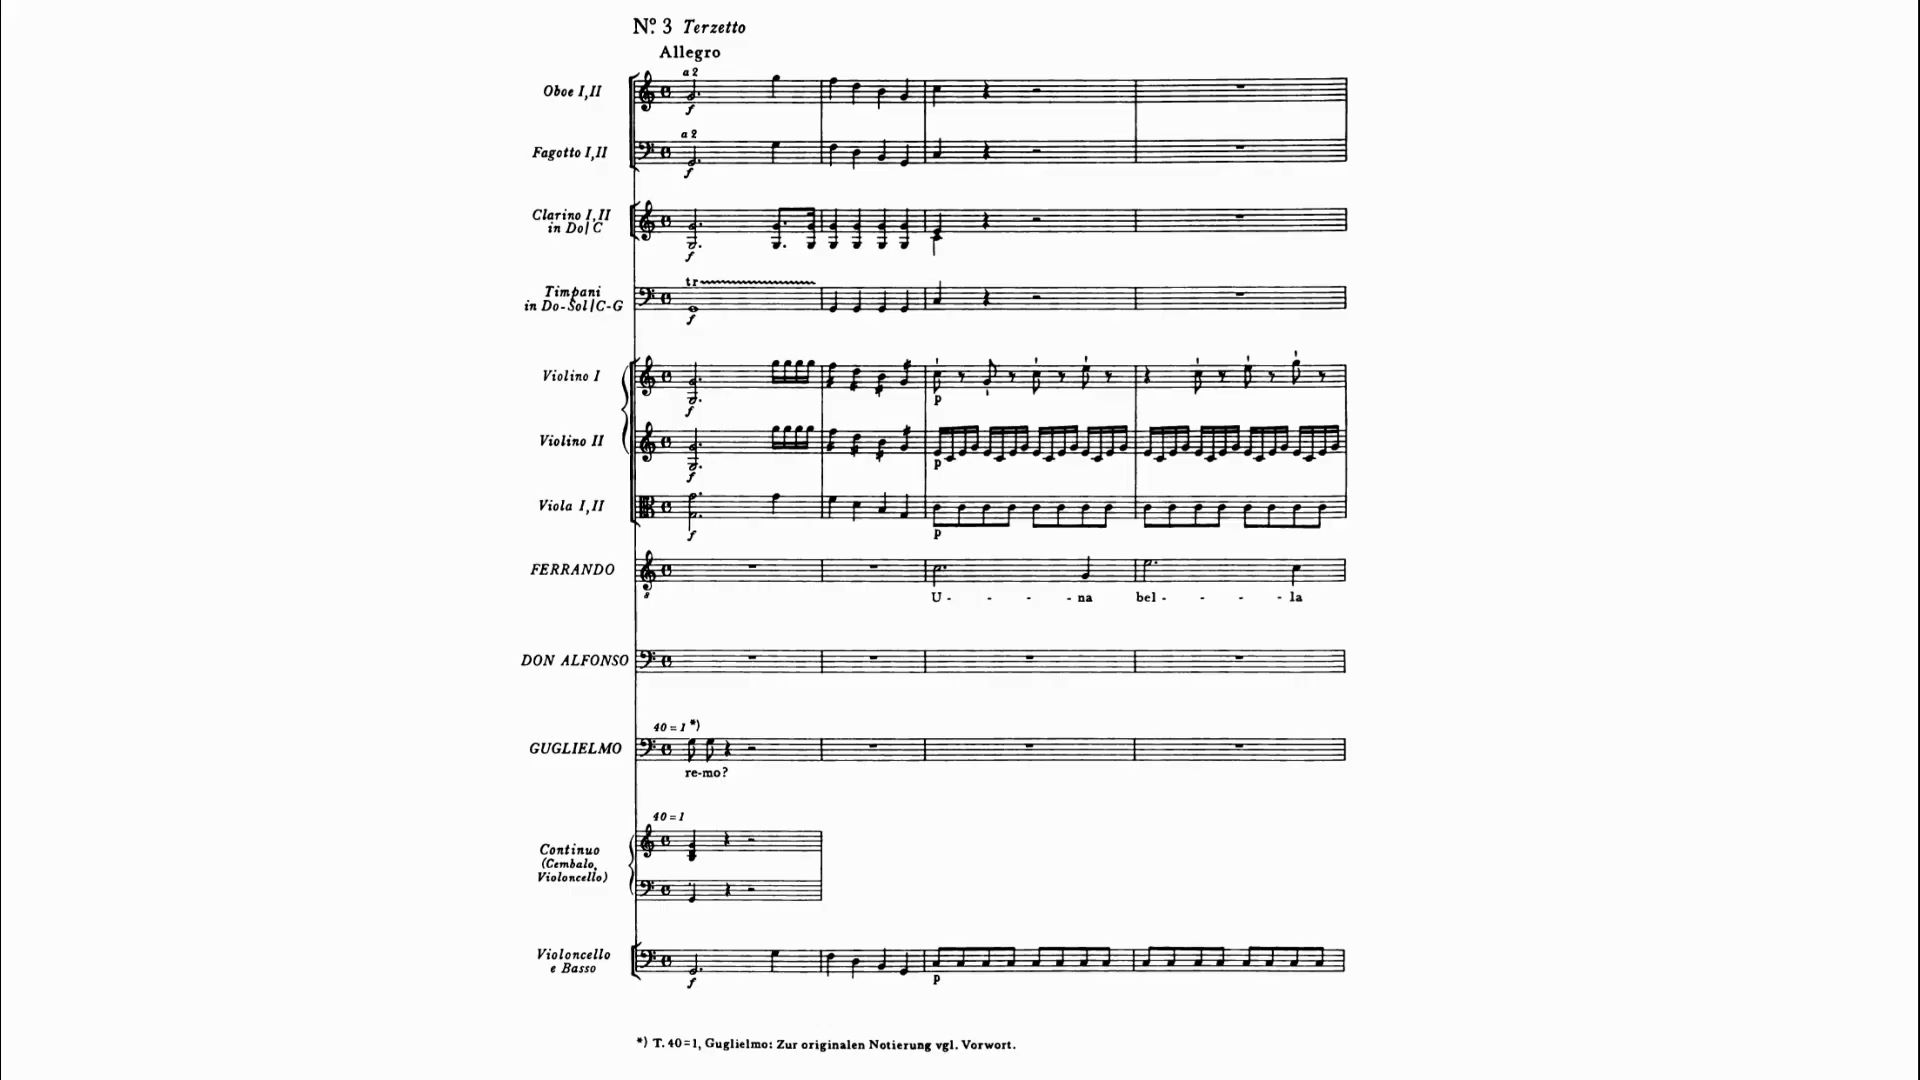 Nº 3 Terzetto
Allegro
a 2
Oboe I, II
f
a 2
Fagotto I, II
f
Clarino I, II
in Do/C
f
tr
Timpani
in Do-Sol/C-G
f
Violino I
f
p
Violino II
f
p
Viola I, II
f
p
FERRANDO
8
U - - - - na bel - - - - la
DON ALFONSO
40 = 1 *)
GUGLIELMO
re-mo?
40 = 1
Continuo
(Cembalo,
Violoncello)
Violoncello
e Basso
f
p
*) T. 40=1, Guglielmo: Zur originalen Notierung vgl. Vorwort.